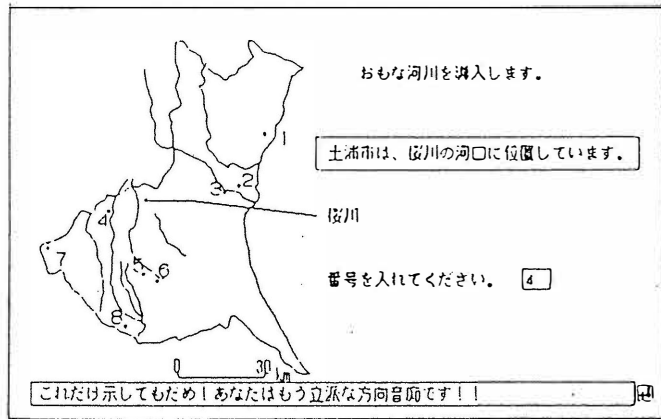 おもな河川を挿入します。
1
土浦市は、桜川の河口に位置しています。
2
3
桜川
4
7
5 6
番号を入れてください。 4
8
0 30 km
これだけ示してもだめ!あなたはもう立派な方向音痴です!!